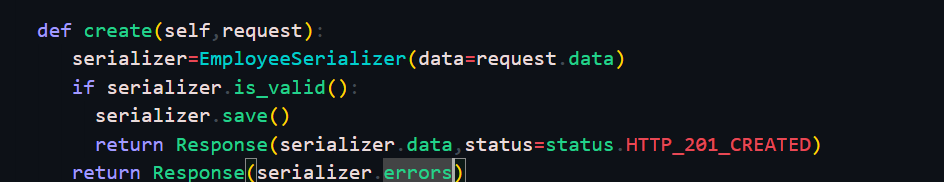 def create(self,request):
serializer=EmployeeSerializer(data=request.data)
if serializer.is_valid():
serializer.save()
return Response(serializer.data,status=status.HTTP_201_CREATED)
return Response(serializer.errors)